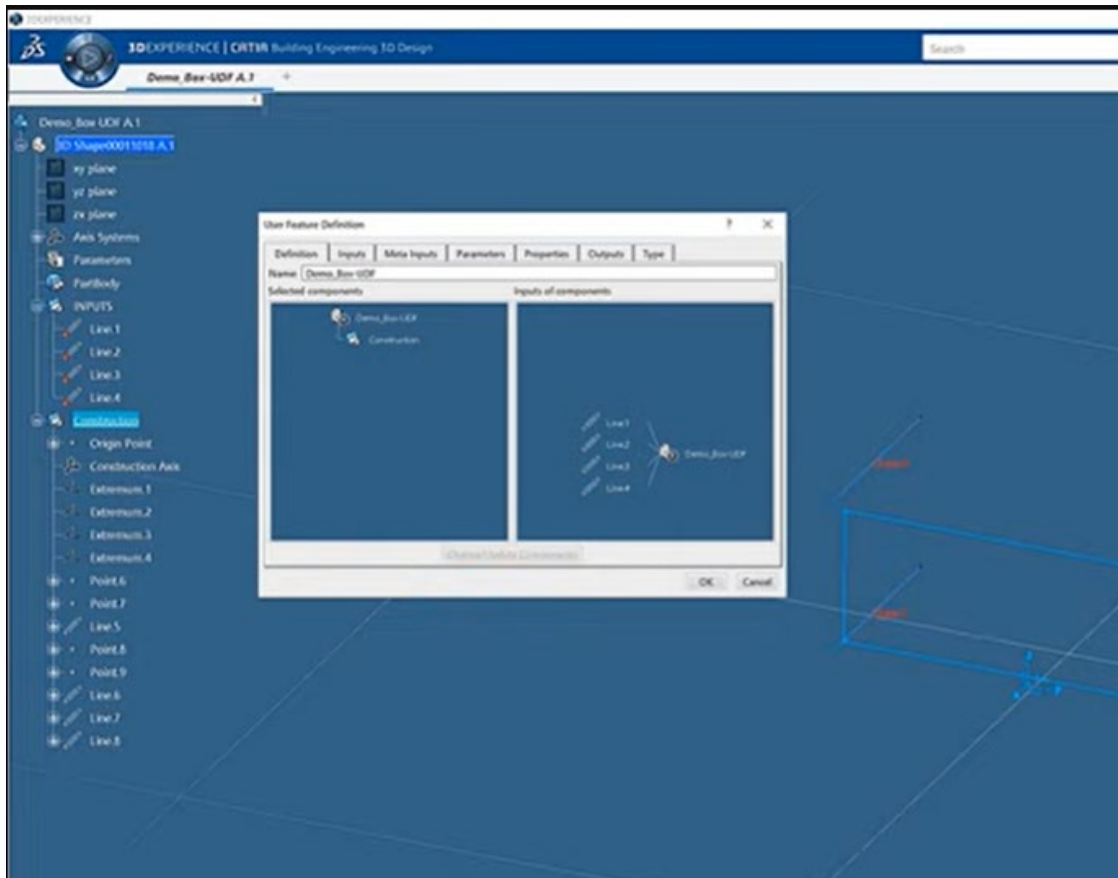 3DEXPERIENCE
3DEXPERIENCE | CATIA Building Engineering 3D Design
Search
Demo_Box-UDF A.1 +
Demo_Box-UDF A.1
3D Shape00011018 A.1
xy plane
yz plane
zx plane
Axis Systems
Parameters
PartBody
INPUTS
Line.1
Line.2
Line.3
Line.4
Construction
Origin Point
Construction Axis
Extremum.1
Extremum.2
Extremum.3
Extremum.4
Point.6
Point.7
Line.5
Point.8
Point.9
Line.6
Line.7
Line.8
User Feature Definition ? ×
Definition Inputs Meta Inputs Parameters Properties Outputs Type
Name: Demo_Box-UDF
Selected components Inputs of components
Demo_Box-UDF
Construction
Line.1
Line.2
Line.3
Line.4
Demo_Box-UDF
OK Cancel